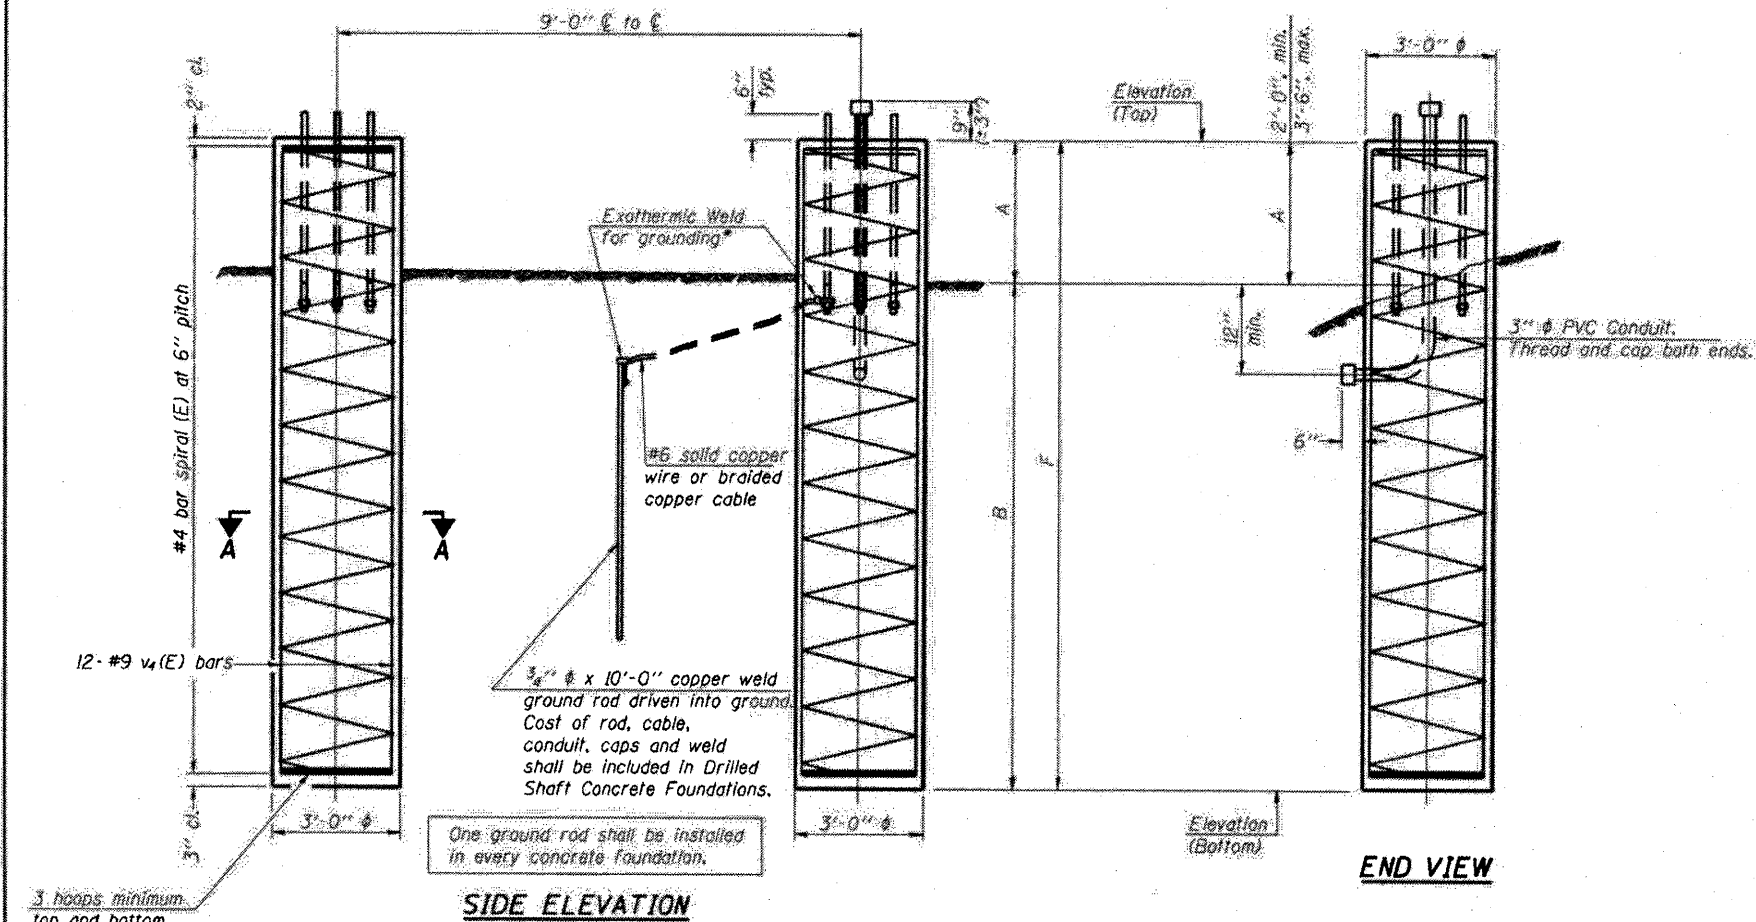 9'-0" ℄ to ℄
2" cl.
6"
typ.
9"
(±3")
Elevation
(Top)
2'-0", min.
3'-6", max.
3'-0" ϕ
Exothermic Weld
for grounding*
A
A
#4 bar spiral (E) at 6" pitch
12"
min.
3" ϕ PVC Conduit.
Thread and cap both ends.
6"
#6 solid copper
wire or braided
copper cable
F
B
A
A
12- #9 v4(E) bars
3/4" ϕ x 10'-0" copper weld
ground rod driven into ground.
Cost of rod, cable,
conduit, caps and weld
shall be included in Drilled
Shaft Concrete Foundations.
3" cl.
3'-0" ϕ
3'-0" ϕ
One ground rod shall be installed
in every concrete foundation.
Elevation
(Bottom)
END VIEW
3 hoops minimum
top and bottom
SIDE ELEVATION